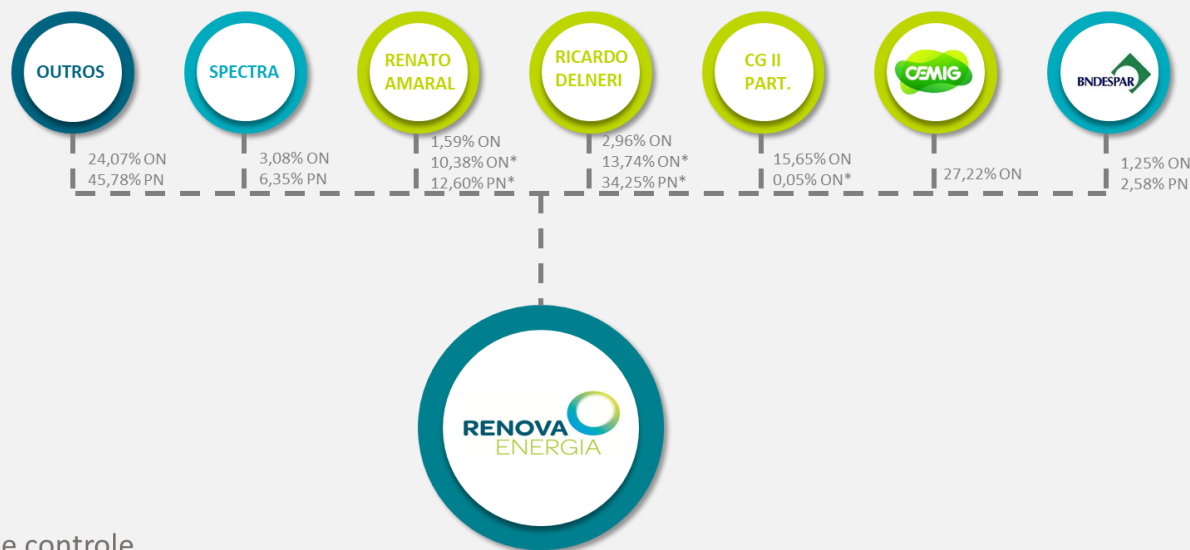 OUTROS
SPECTRA
RENATO
AMARAL
RICARDO
DELNERI
CG II
PART.
CEMIG
BNDESPAR
24,07% ON
45,78% PN
3,08% ON
6,35% PN
1,59% ON
10,38% ON*
12,60% PN*
2,96% ON
13,74% ON*
34,25% PN*
15,65% ON
0,05% ON*
27,22% ON
1,25% ON
2,58% PN
RENOVA
ENERGIA
e controle